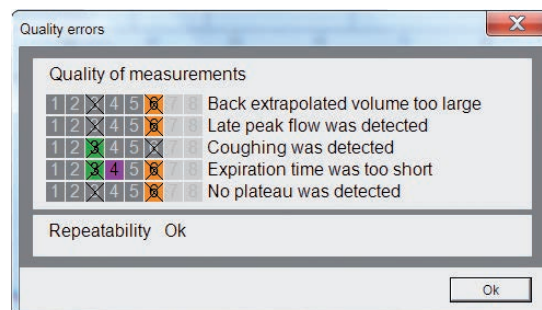 Quality errors
X
Quality of measurements
1 2 3 4 5 6 7 8 Back extrapolated volume too large
1 2 3 4 5 6 7 8 Late peak flow was detected
1 2 3 4 5 6 7 8 Coughing was detected
1 2 3 4 5 6 7 8 Expiration time was too short
1 2 3 4 5 6 7 8 No plateau was detected
Repeatability Ok
Ok